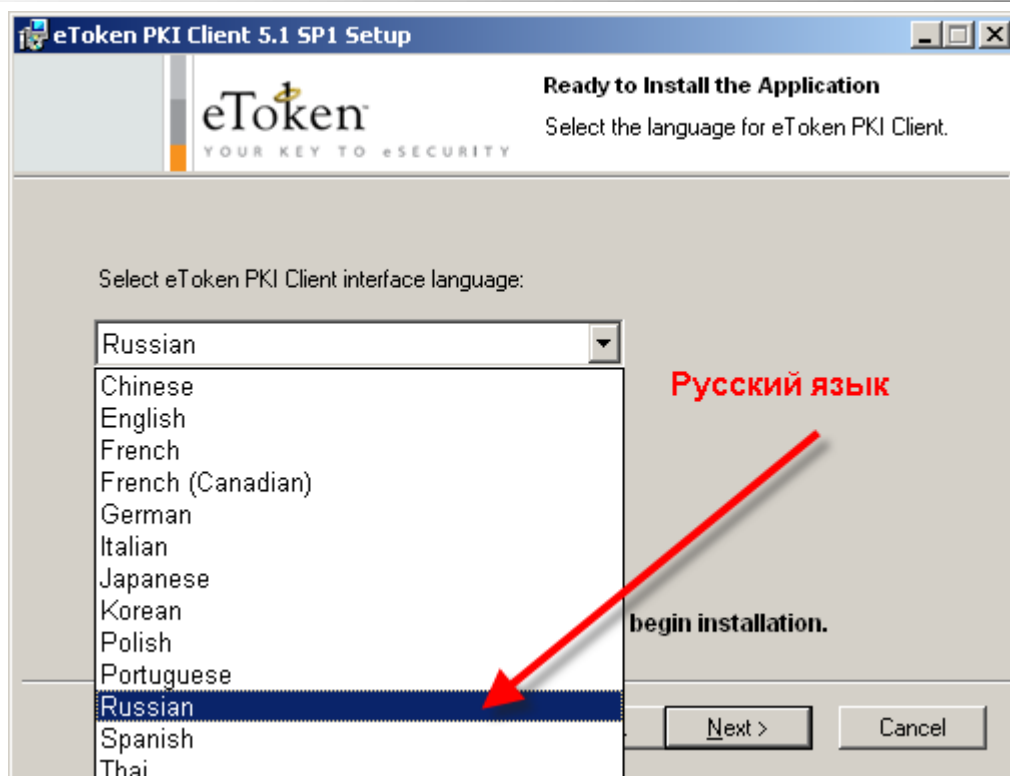 eToken PKI Client 5.1 SP1 Setup
eToken
YOUR KEY TO eSECURITY
Ready to Install the Application
Select the language for eToken PKI Client.
Select eToken PKI Client interface language:
Russian
Chinese
English
French
French (Canadian)
German
Italian
Japanese
Korean
Polish
Portuguese
Russian
Spanish
Thai
Русский язык
begin installation.
Next >
Cancel